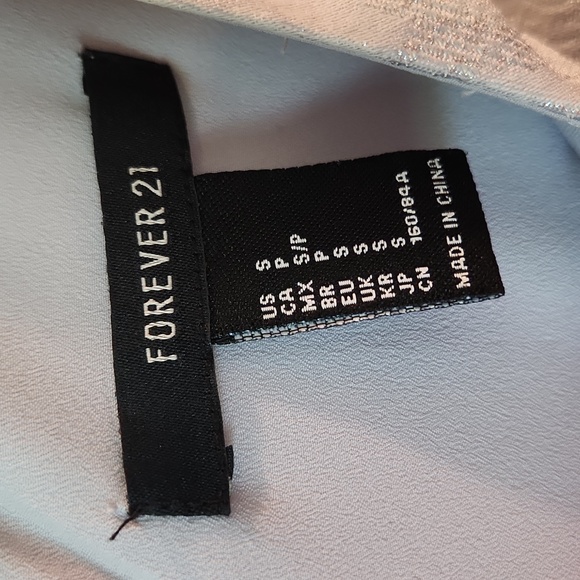 FOREVER 21
US S
CA P
MX S/P
BR P
EU S
UK S
KR S
JP S
CN 160/84A
MADE IN CHINA